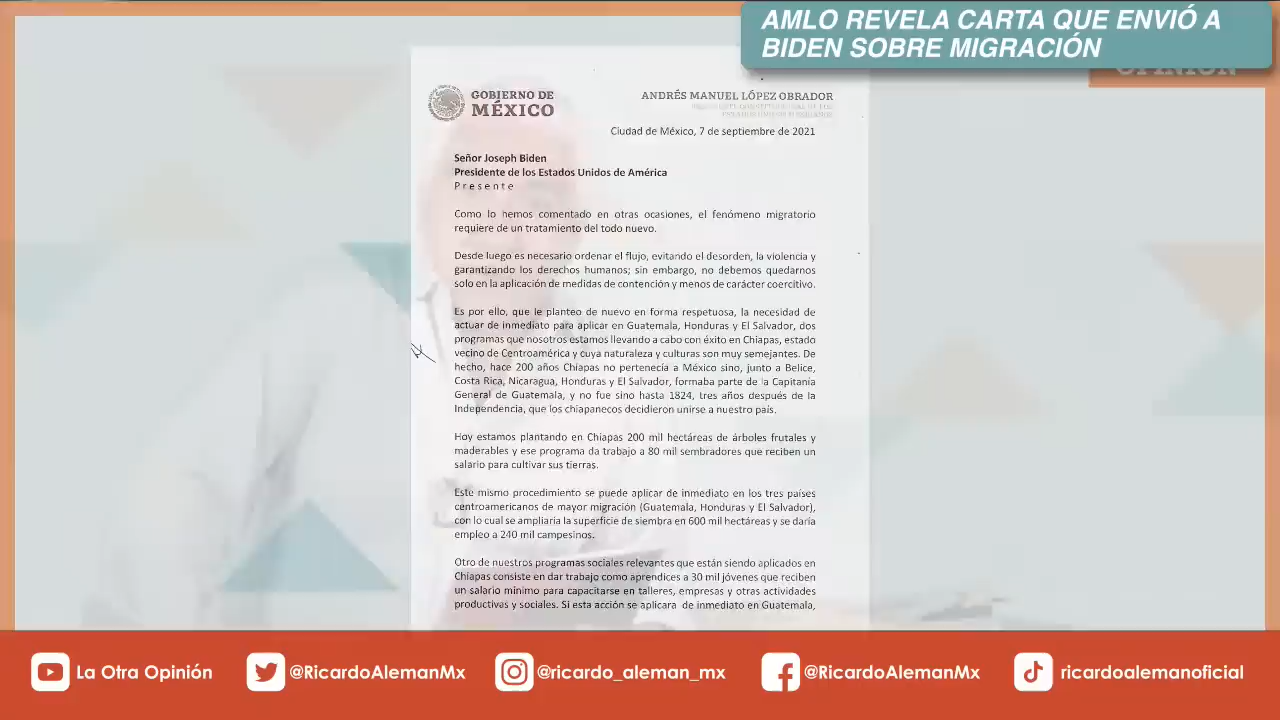 AMLO REVELA CARTA QUE ENVIÓ A
BIDEN SOBRE MIGRACIÓN
OPINIÓN
GOBIERNO DE
MÉXICO
ANDRÉS MANUEL LÓPEZ OBRADOR
Ciudad de México, 7 de septiembre de 2021
Señor Joseph Biden
Presidente de los Estados Unidos de América
P r e s e n t e
Como lo hemos comentado en otras ocasiones, el fenómeno migratorio
requiere de un tratamiento del todo nuevo.
Desde luego es necesario ordenar el flujo, evitando el desorden, la violencia y
garantizando los derechos humanos; sin embargo, no debemos quedarnos
solo en la aplicación de medidas de contención y menos de carácter coercitivo.
Es por ello, que le planteo de nuevo en forma respetuosa, la necesidad de
actuar de inmediato para aplicar en Guatemala, Honduras y El Salvador, dos
programas que nosotros estamos llevando a cabo con éxito en Chiapas, estado
vecino de Centroamérica y cuya naturaleza y culturas son muy semejantes. De
hecho, hace 200 años Chiapas no pertenecía a México sino, junto a Belice,
Costa Rica, Nicaragua, Honduras y El Salvador, formaba parte de la Capitanía
General de Guatemala, y no fue sino hasta 1824, tres años después de la
Independencia, que los chiapanecos decidieron unirse a nuestro país.
Hoy estamos plantando en Chiapas 200 mil hectáreas de árboles frutales y
maderables y ese programa da trabajo a 80 mil sembradores que reciben un
salario para cultivar sus tierras.
Este mismo procedimiento se puede aplicar de inmediato en los tres países
centroamericanos de mayor migración (Guatemala, Honduras y El Salvador),
con lo cual se ampliaría la superficie de siembra en 600 mil hectáreas y se daría
empleo a 240 mil campesinos.
Otro de nuestros programas sociales relevantes que están siendo aplicados en
Chiapas consiste en dar trabajo como aprendices a 30 mil jóvenes que reciben
un salario mínimo para capacitarse en talleres, empresas y otras actividades
productivas y sociales. Si esta acción se aplicara de inmediato en Guatemala,
La Otra Opinión
@RicardoAlemanMx
@ricardo_aleman_mx
@RicardoAlemanMx
ricardoalemanoficial